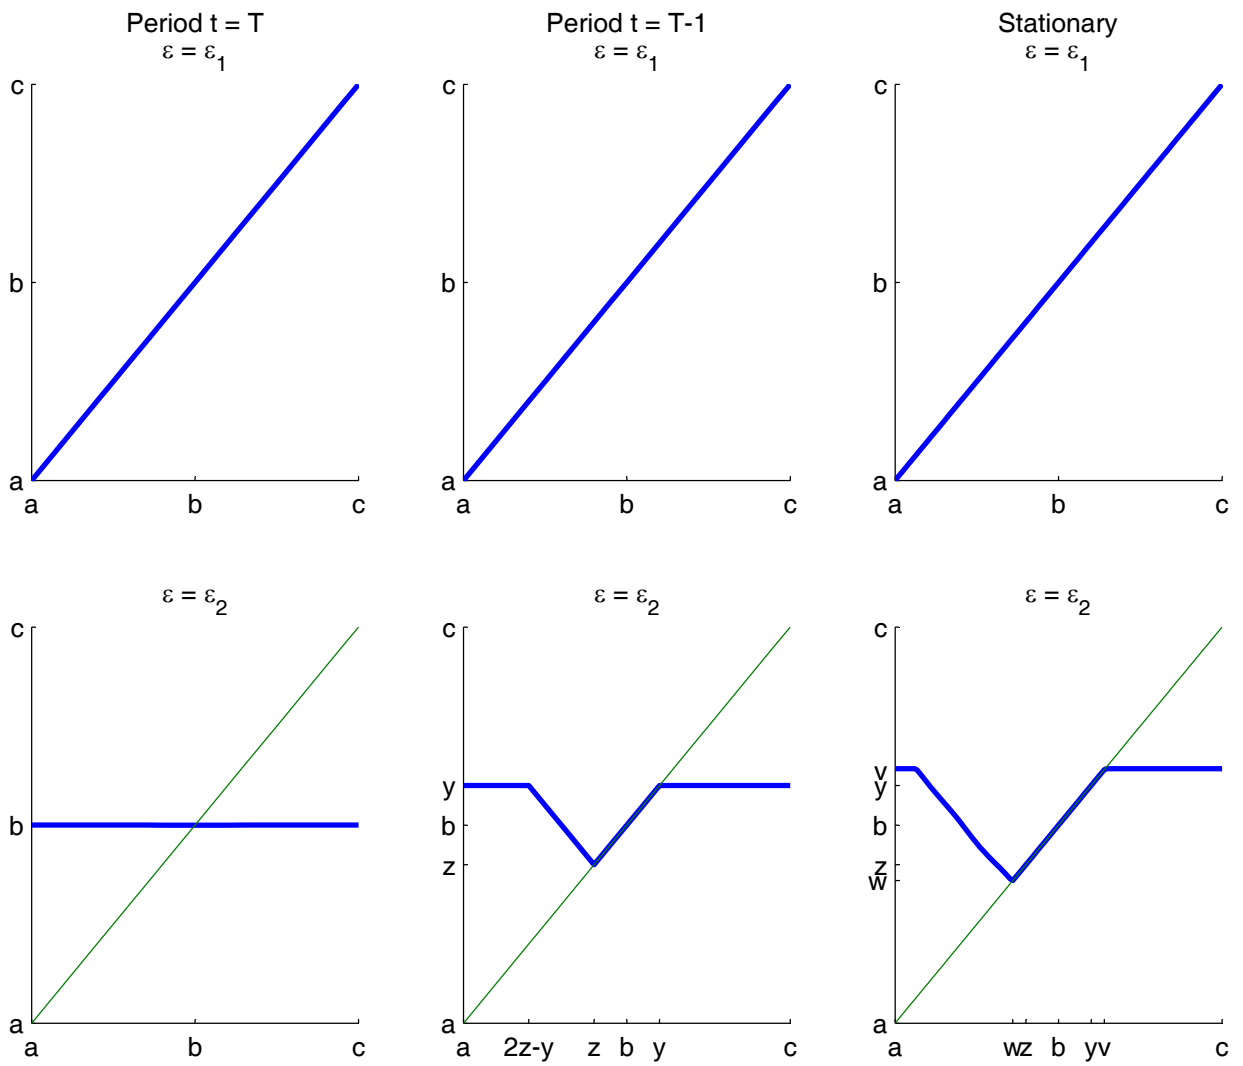 Period t = T
ε = ε1
c
b
a
a b c
Period t = T-1
ε = ε1
c
b
a
a b c
Stationary
ε = ε1
c
b
a
a b c
ε = ε2
c
b
a
a b c
ε = ε2
c
y
b
z
a
a 2z-y z b y c
ε = ε2
c
v
y
b
z
w
a
a wz b yv c